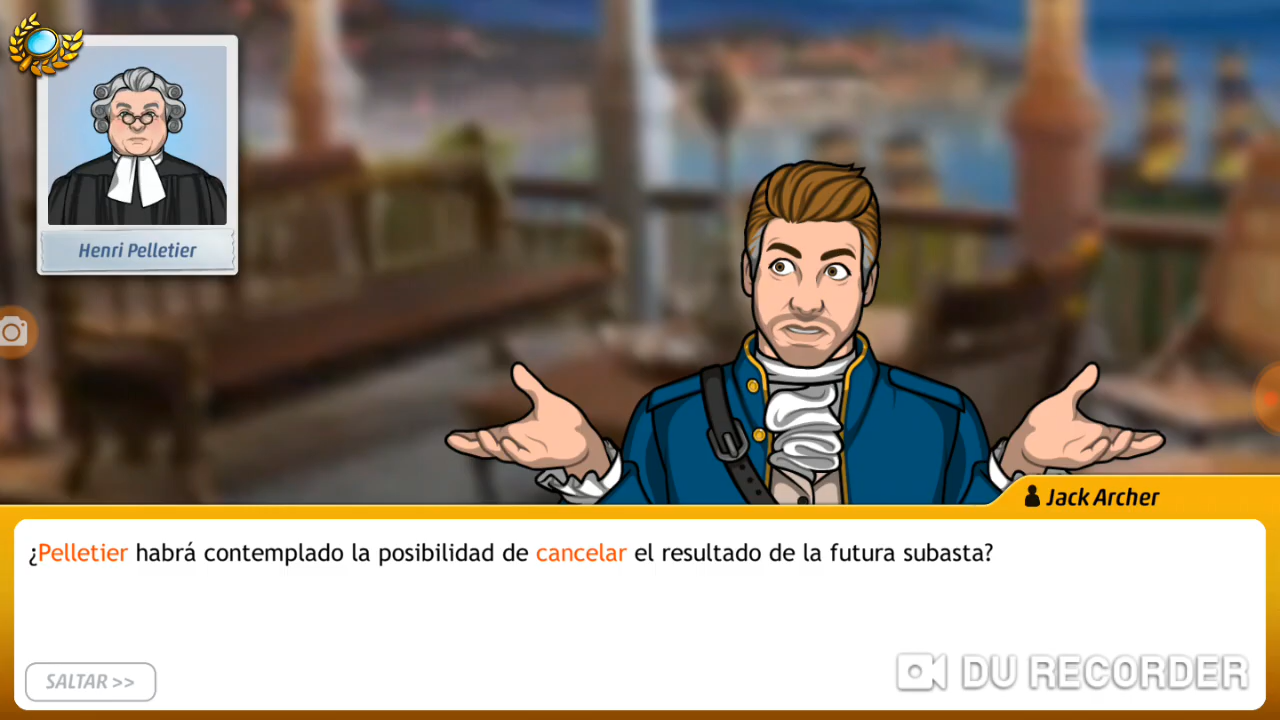 Henri Pelletier
Jack Archer
¿Pelletier habrá contemplado la posibilidad de cancelar el resultado de la futura subasta?
SALTAR >>
DU RECORDER